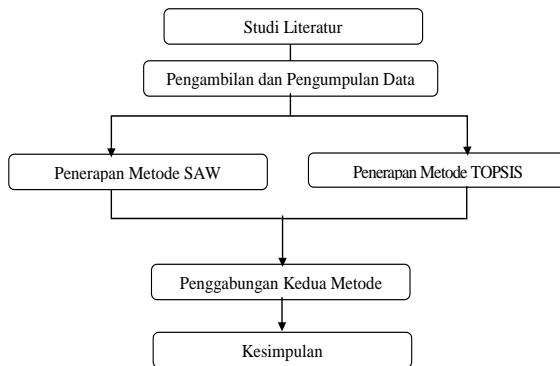 Studi Literatur
Pengambilan dan Pengumpulan Data
Penerapan Metode SAW
Penerapan Metode TOPSIS
Penggabungan Kedua Metode
Kesimpulan